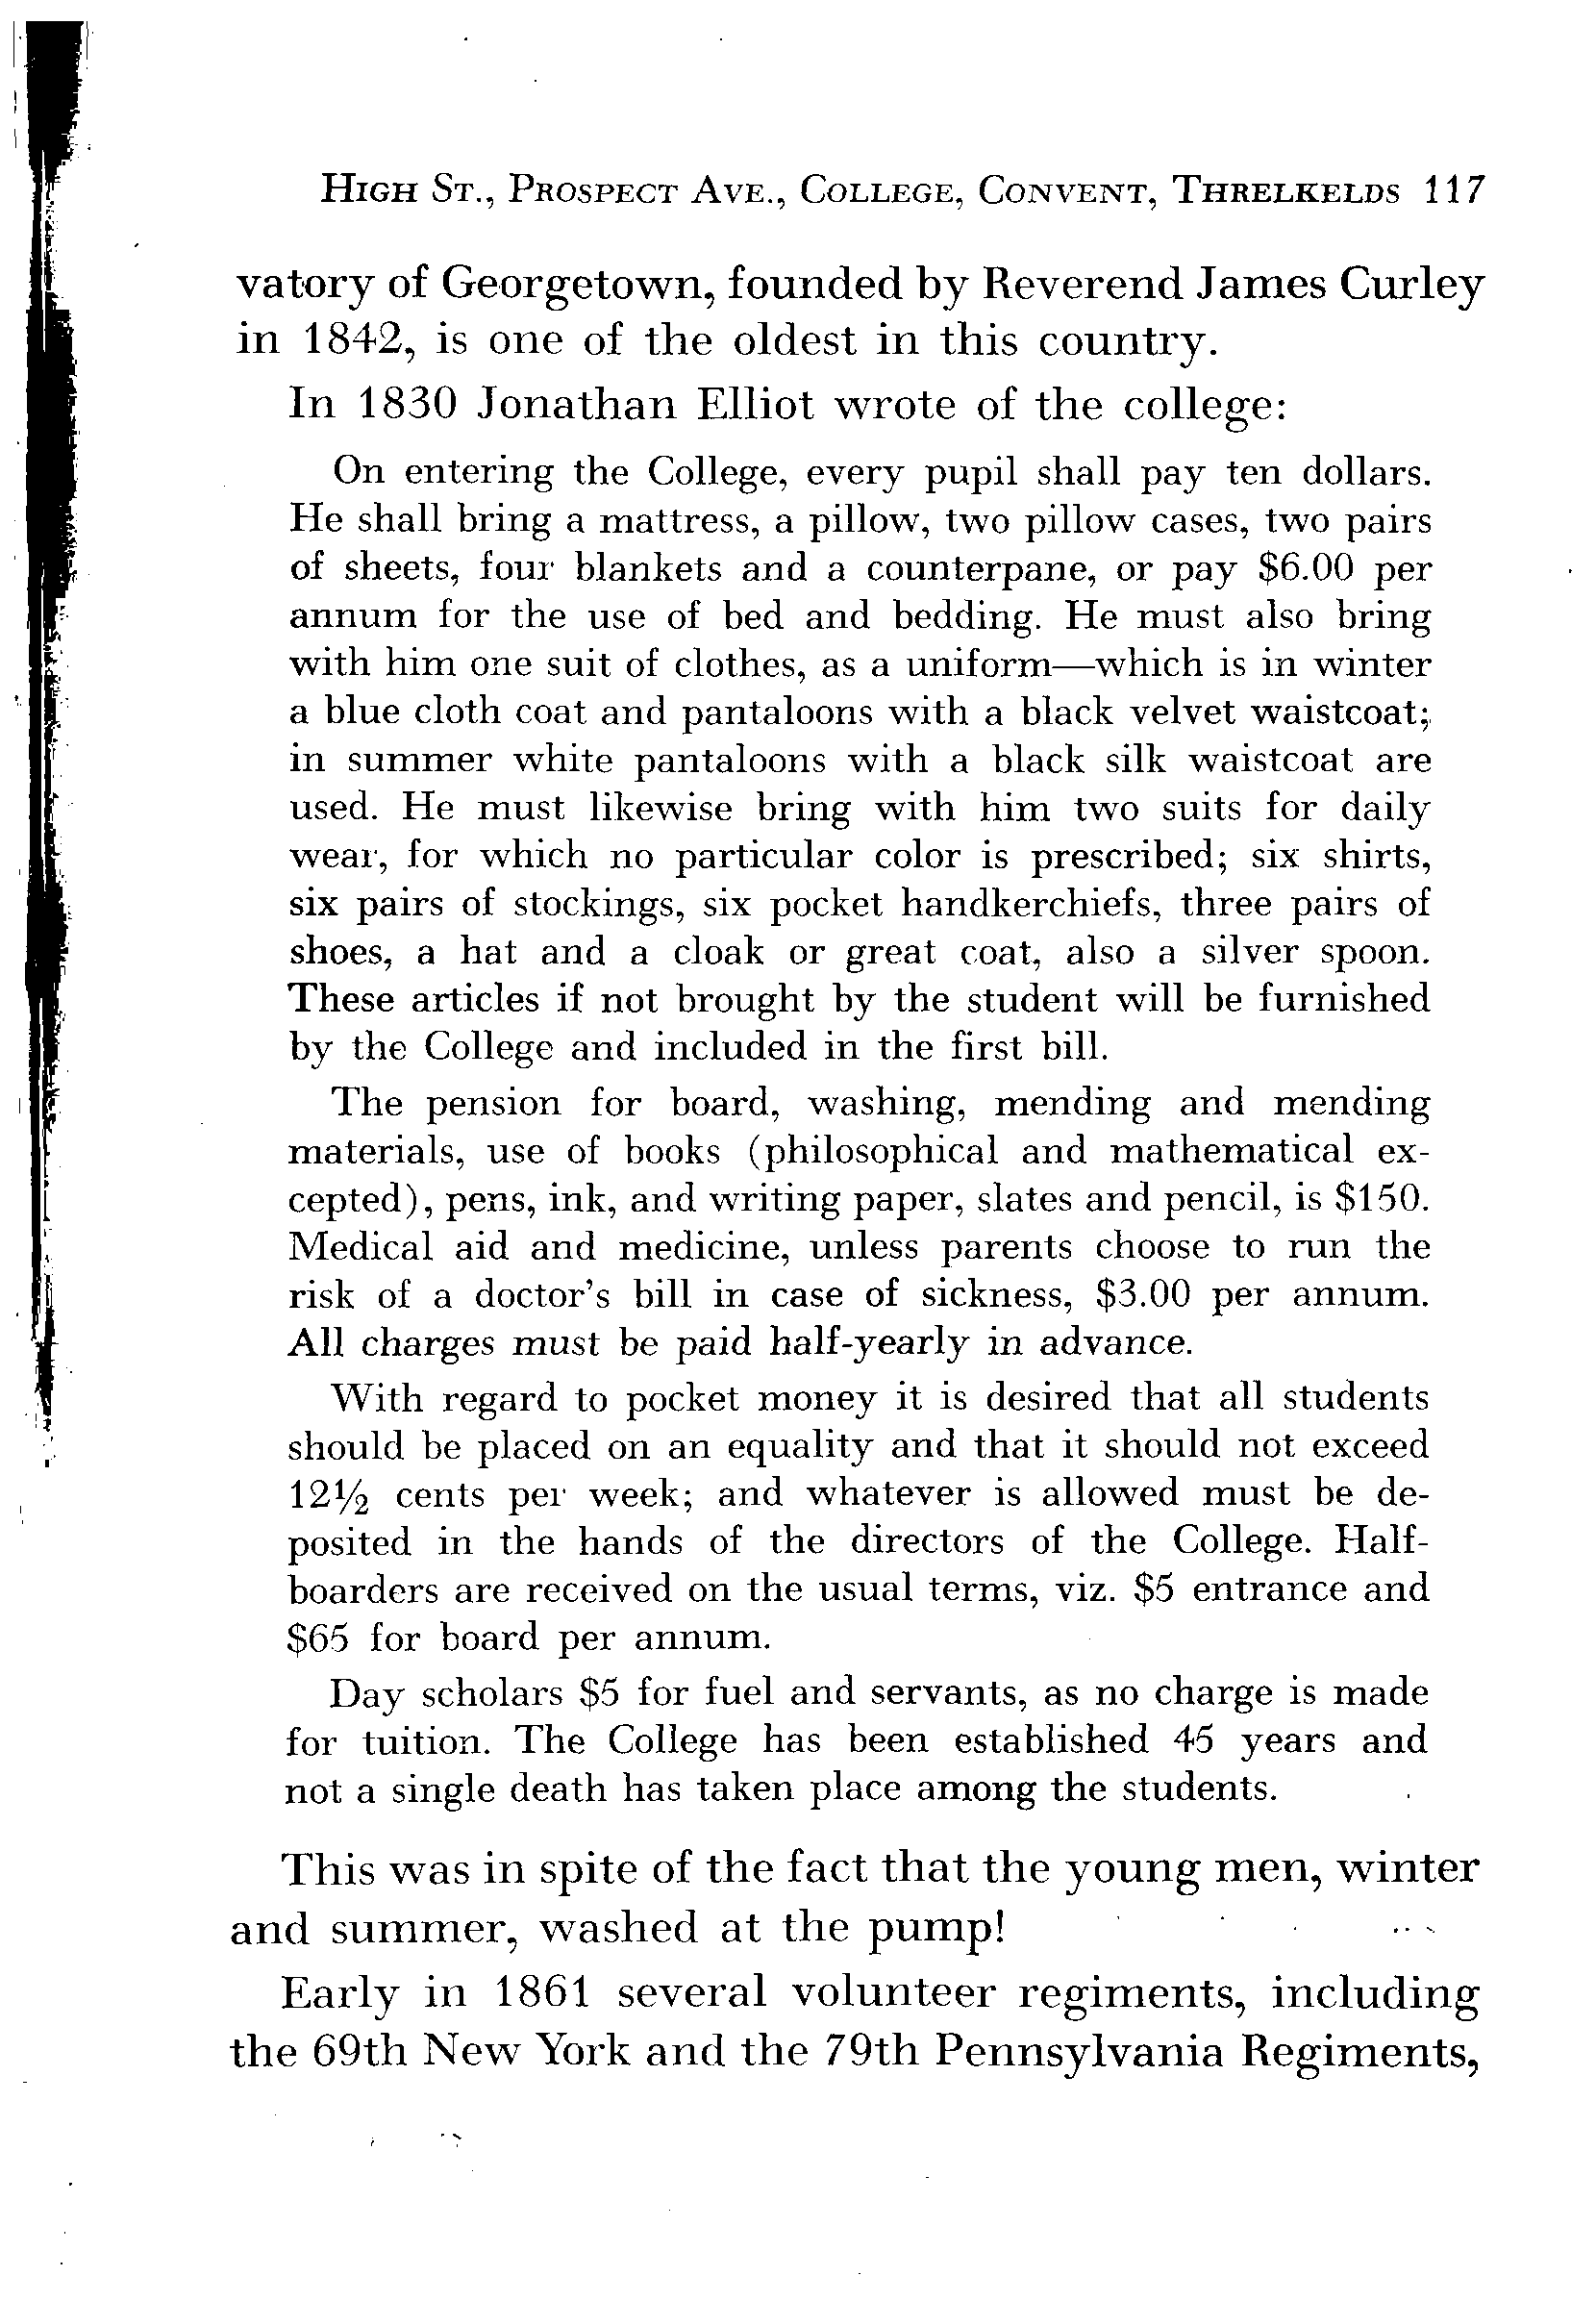 HIGH ST., PROSPECT AVE., COLLEGE, CONVENT, THRELKELDS 117
vatory of Georgetown, founded by Reverend James Curley
in 1842, is one of the oldest in this country.
In 1830 Jonathan Elliot wrote of the college:
On entering the College, every pupil shall pay ten dollars.
He shall bring a mattress, a pillow, two pillow cases, two pairs
of sheets, four blankets and a counterpane, or pay $6.00 per
annum for the use of bed and bedding. He must also bring
with him one suit of clothes, as a uniform—which is in winter
a blue cloth coat and pantaloons with a black velvet waistcoat;
in summer white pantaloons with a black silk waistcoat are
used. He must likewise bring with him two suits for daily
wear, for which no particular color is prescribed; six shirts,
six pairs of stockings, six pocket handkerchiefs, three pairs of
shoes, a hat and a cloak or great coat, also a silver spoon.
These articles if not brought by the student will be furnished
by the College and included in the first bill.
The pension for board, washing, mending and mending
materials, use of books (philosophical and mathematical ex-
cepted), pens, ink, and writing paper, slates and pencil, is $150.
Medical aid and medicine, unless parents choose to run the
risk of a doctor's bill in case of sickness, $3.00 per annum.
All charges must be paid half-yearly in advance.
With regard to pocket money it is desired that all students
should be placed on an equality and that it should not exceed
12½ cents per week; and whatever is allowed must be de-
posited in the hands of the directors of the College. Half-
boarders are received on the usual terms, viz. $5 entrance and
$65 for board per annum.
Day scholars $5 for fuel and servants, as no charge is made
for tuition. The College has been established 45 years and
not a single death has taken place among the students.
This was in spite of the fact that the young men, winter
and summer, washed at the pump!
Early in 1861 several volunteer regiments, including
the 69th New York and the 79th Pennsylvania Regiments,